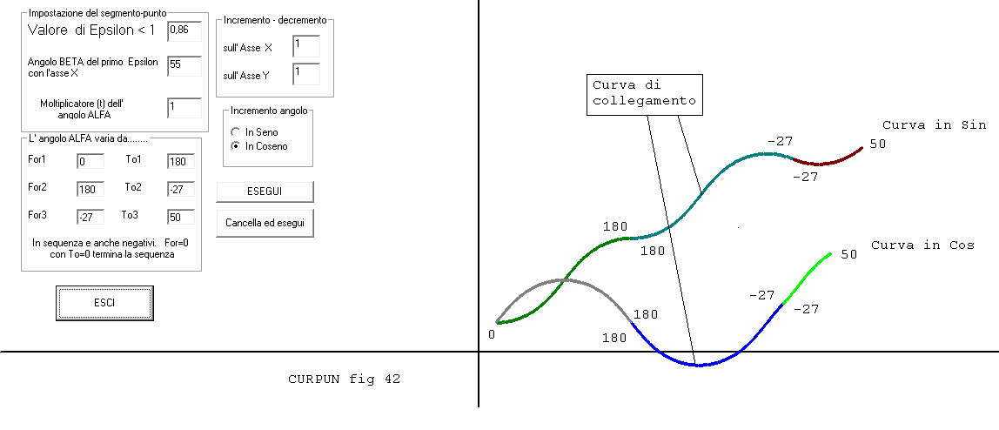 Impostazione del segmento-punto
Valore di Epsilon < 1 0,86
Angolo BETA del primo Epsilon
con l'asse X
55
Moltiplicatore (t) dell'
angolo ALFA
1
Incremento - decremento
sull' Asse X 1
sull' Asse Y 1
Incremento angolo
In Seno
In Coseno
L' angolo ALFA varia da........
For1 0 To1 180
For2 180 To2 -27
For3 -27 To3 50
In sequenza e anche negativi. For=0
con To=0 termina la sequenza
ESEGUI
Cancella ed esegui
ESCI
CURPUN fig 42
Curva di
collegamento
Curva in Sin
-27
50
-27
180
180
Curva in Cos
50
-27
-27
180
180
0